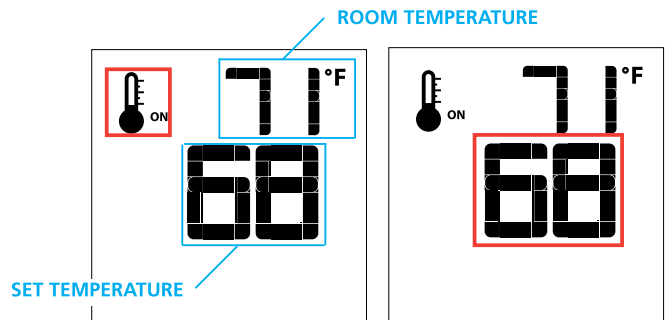 ROOM TEMPERATURE
71 °F
ON
68
SET TEMPERATURE
71 °F
ON
68